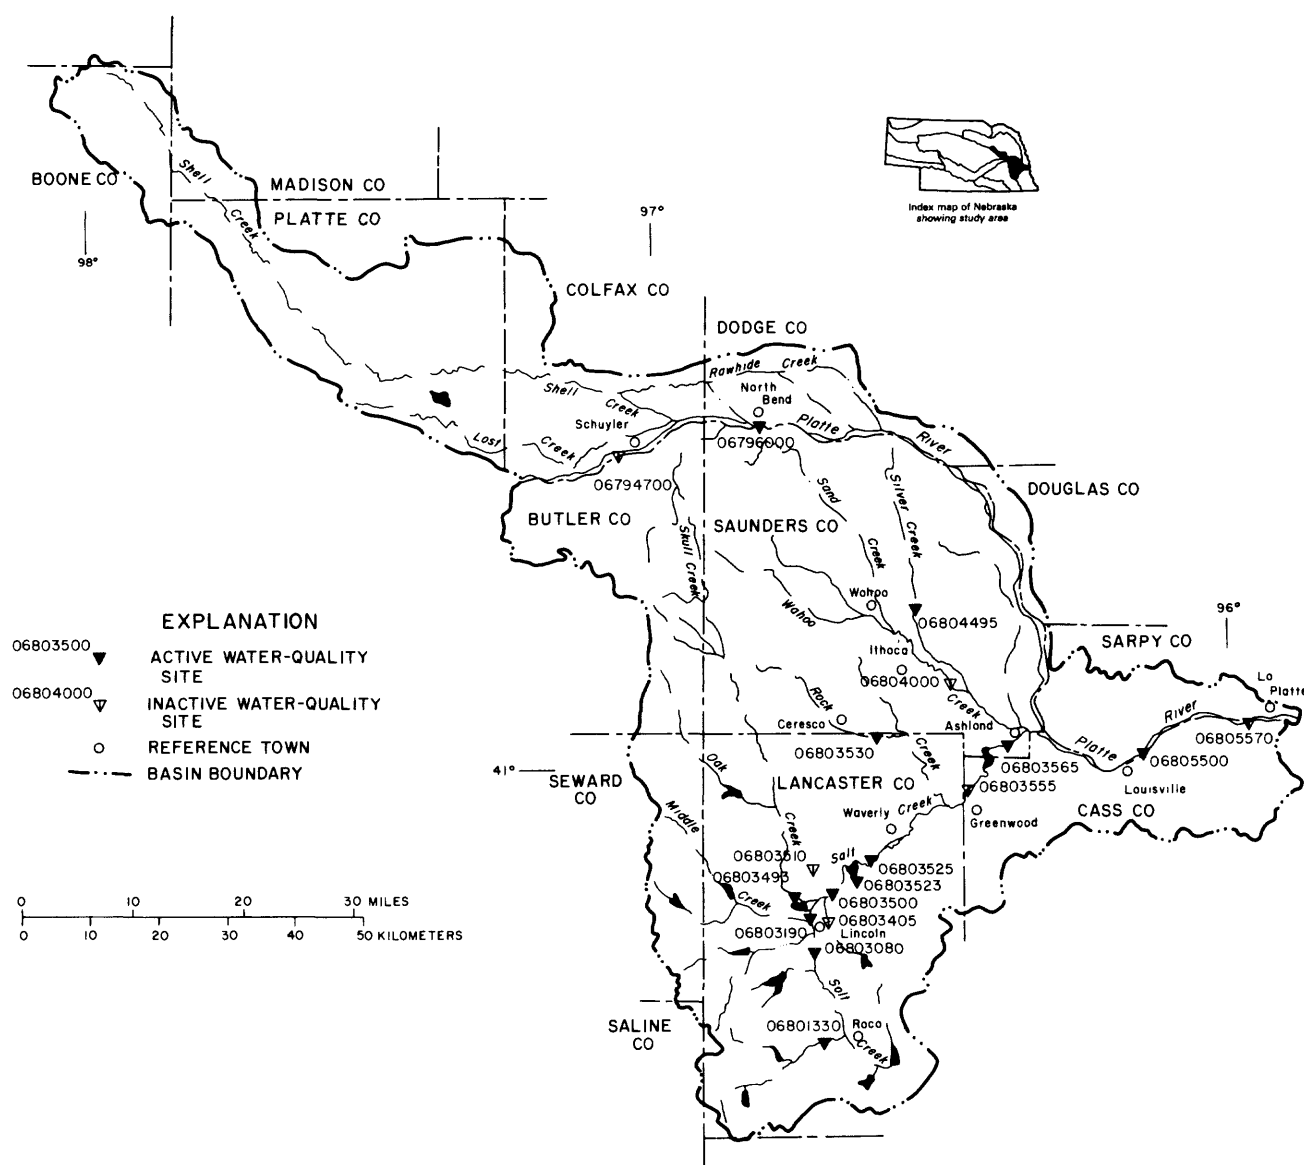 BOONE CO
MADISON CO
PLATTE CO
Shell
Creek
98°
97°
Index map of Nebraska
showing study area
COLFAX CO
DODGE CO
Rawhide Creek
Shell
Creek
North
Bend
Schuyler
Platte
River
Lost
Creek
06796000
06794700
DOUGLAS CO
BUTLER CO
SAUNDERS CO
Sand
Creek
Silver Creek
Skull Creek
Wahoo
Wahoo
06804495
Ithaca
06804000
Creek
SARPY CO
96°
La
Platte
EXPLANATION
06803500
ACTIVE WATER-QUALITY
SITE
06804000
INACTIVE WATER-QUALITY
SITE
REFERENCE TOWN
BASIN BOUNDARY
Rock
Creek
Ceresco
Ashland
06803530
Platte
River
06805570
06805500
06803565
06803555
Louisville
41°
SEWARD
CO
Oak
Creek
LANCASTER CO
Waverly
Creek
Greenwood
CASS CO
Middle
Creek
06803510
Salt
06803525
06803493
06803523
06803500
06803405
06803190
Lincoln
06803080
Salt
Creek
SALINE
CO
06801330
Roca
0 10 20 30 MILES
0 10 20 30 40 50 KILOMETERS